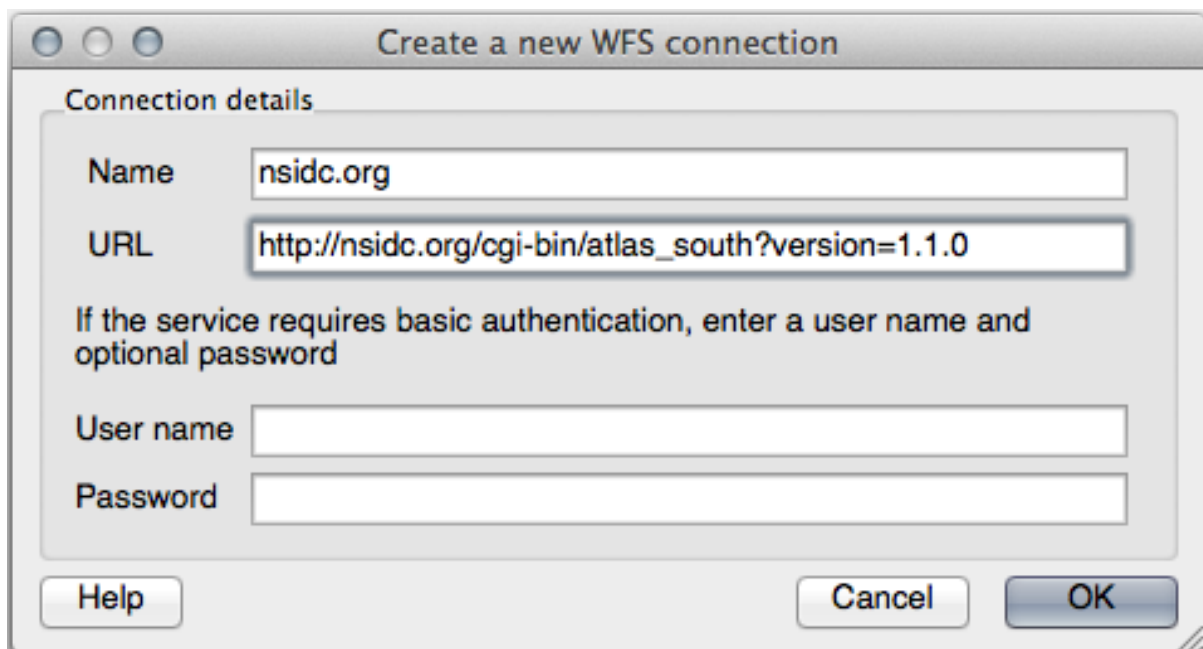 Create a new WFS connection
Connection details
Name nsidc.org
URL http://nsidc.org/cgi-bin/atlas_south?version=1.1.0
If the service requires basic authentication, enter a user name and
optional password
User name
Password
Help Cancel OK